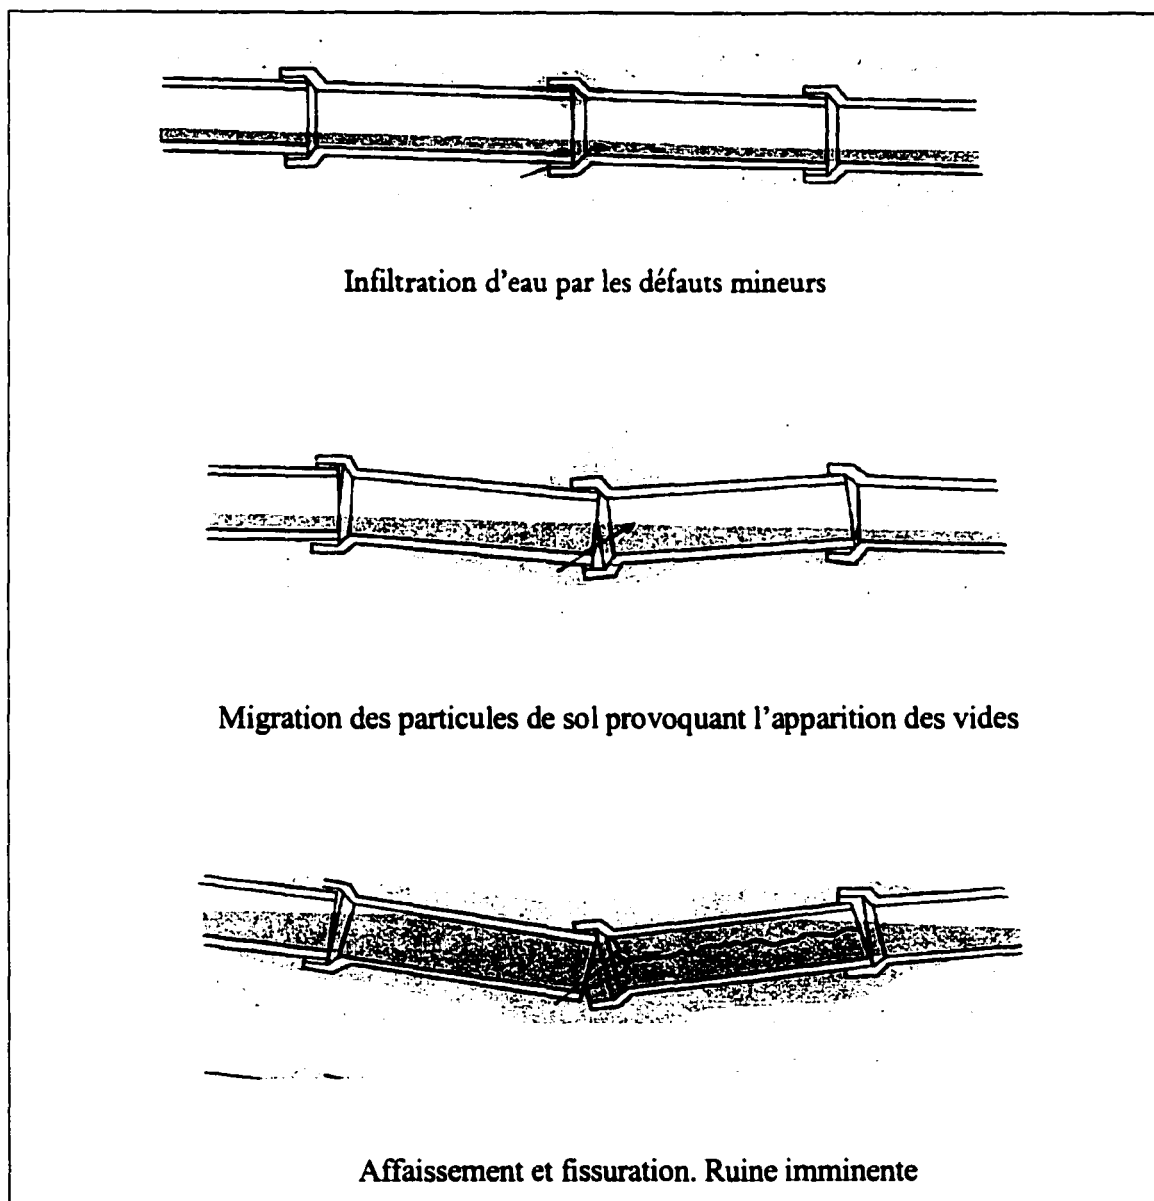 Infiltration d'eau par les défauts mineurs
Migration des particules de sol provoquant l'apparition des vides
Affaissement et fissuration. Ruine imminente